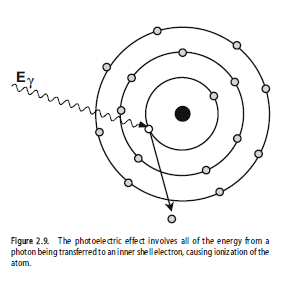 Eγ
Figure 2.9. The photoelectric effect involves all of the energy from a
photon being transferred to an inner shell electron, causing ionization of the
atom.